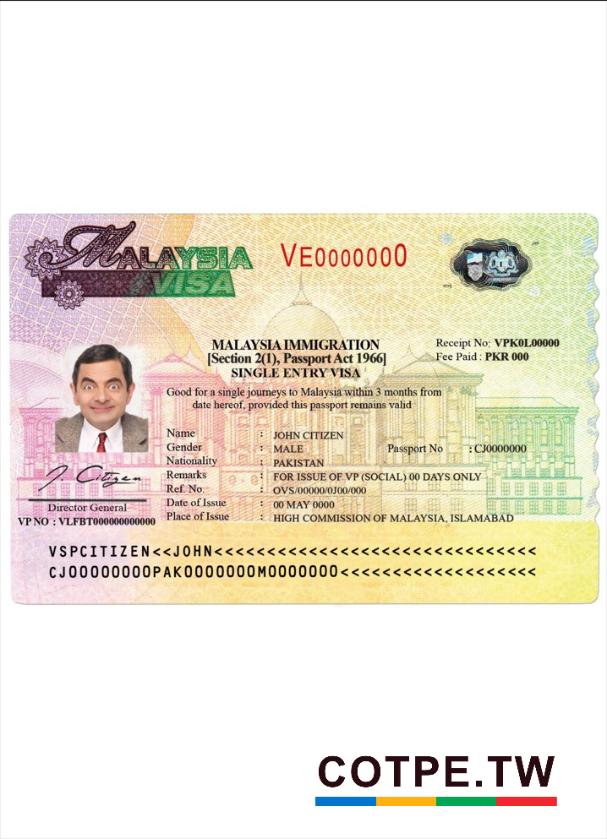 MALAYSIA
VISA
VE0000000
MALAYSIA IMMIGRATION
[Section 2(1), Passport Act 1966]
SINGLE ENTRY VISA
Receipt No: VPK0L00000
Fee Paid : PKR 000
Good for a single journeys to Malaysia within 3 months from
date hereof, provided this passport remains valid
Name : JOHN CITIZEN
Gender : MALE Passport No : CJ0000000
Nationality : PAKISTAN
Remarks : FOR ISSUE OF VP (SOCIAL) 00 DAYS ONLY
Ref. No. : OVS/00000/0J00/000
Date of Issue : 00 MAY 0000
Place of Issue : HIGH COMMISSION OF MALAYSIA, ISLAMABAD
J. Citizen
Director General
VP NO : VLFBT000000000000
VSPCITIZEN<<JOHN<<<<<<<<<<<<<<<<<<<<<<<<<<<<<<
CJ00000000PAK0000000M0000000<<<<<<<<<<<<<<<<<<
COTPE.TW